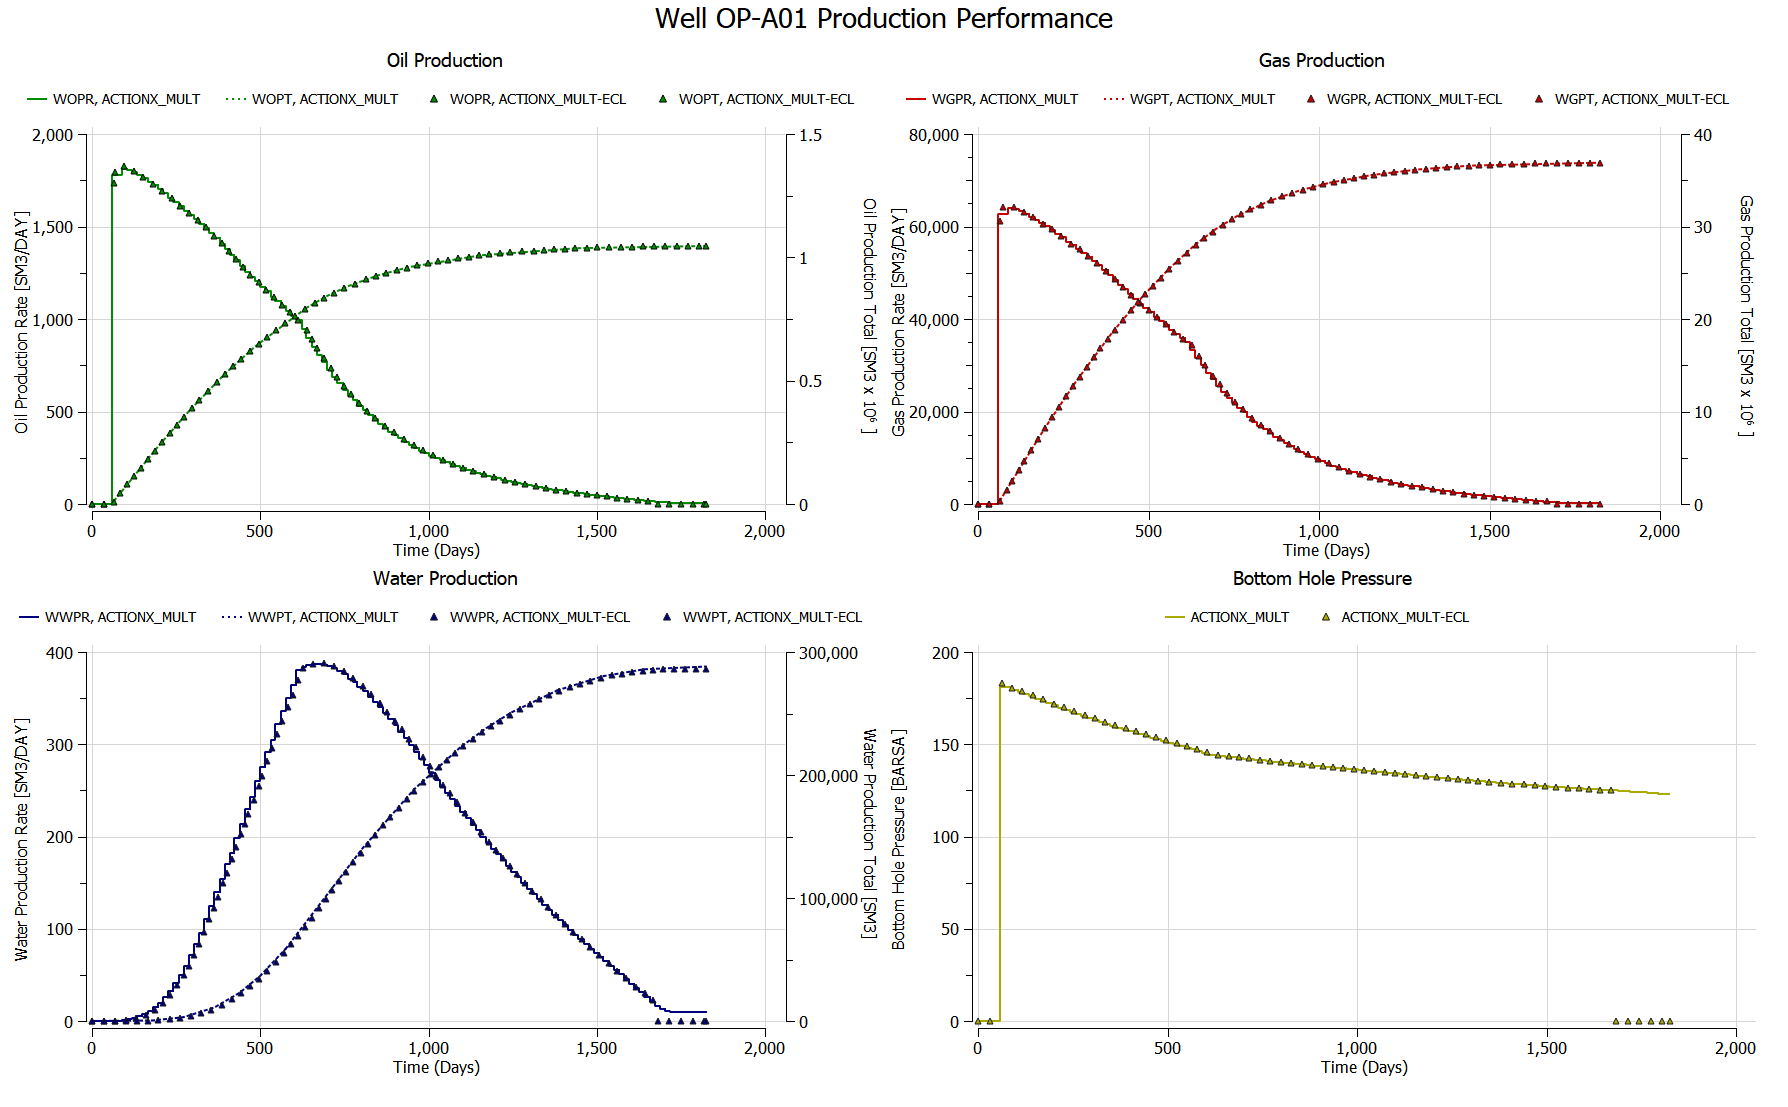 Well OP-A01 Production Performance
Oil Production
WOPR, ACTIONX_MULT WOPT, ACTIONX_MULT WOPR, ACTIONX_MULT-ECL WOPT, ACTIONX_MULT-ECL
Oil Production Rate [SM3/DAY]
2,000
1,500
1,000
500
0
1.5
1
0.5
0
Oil Production Total [SM3 x 10⁶ ]
0 500 1,000 1,500 2,000
Time (Days)
Gas Production
WGPR, ACTIONX_MULT WGPT, ACTIONX_MULT WGPR, ACTIONX_MULT-ECL WGPT, ACTIONX_MULT-ECL
Gas Production Rate [SM3/DAY]
80,000
60,000
40,000
20,000
0
40
30
20
10
0
Gas Production Total [SM3 x 10⁶ ]
0 500 1,000 1,500 2,000
Time (Days)
Water Production
WWPR, ACTIONX_MULT WWPT, ACTIONX_MULT WWPR, ACTIONX_MULT-ECL WWPT, ACTIONX_MULT-ECL
Water Production Rate [SM3/DAY]
400
300
200
100
0
300,000
200,000
100,000
0
Water Production Total [SM3]
0 500 1,000 1,500 2,000
Time (Days)
Bottom Hole Pressure
ACTIONX_MULT ACTIONX_MULT-ECL
Bottom Hole Pressure [BARSA]
200
150
100
50
0
0 500 1,000 1,500 2,000
Time (Days)